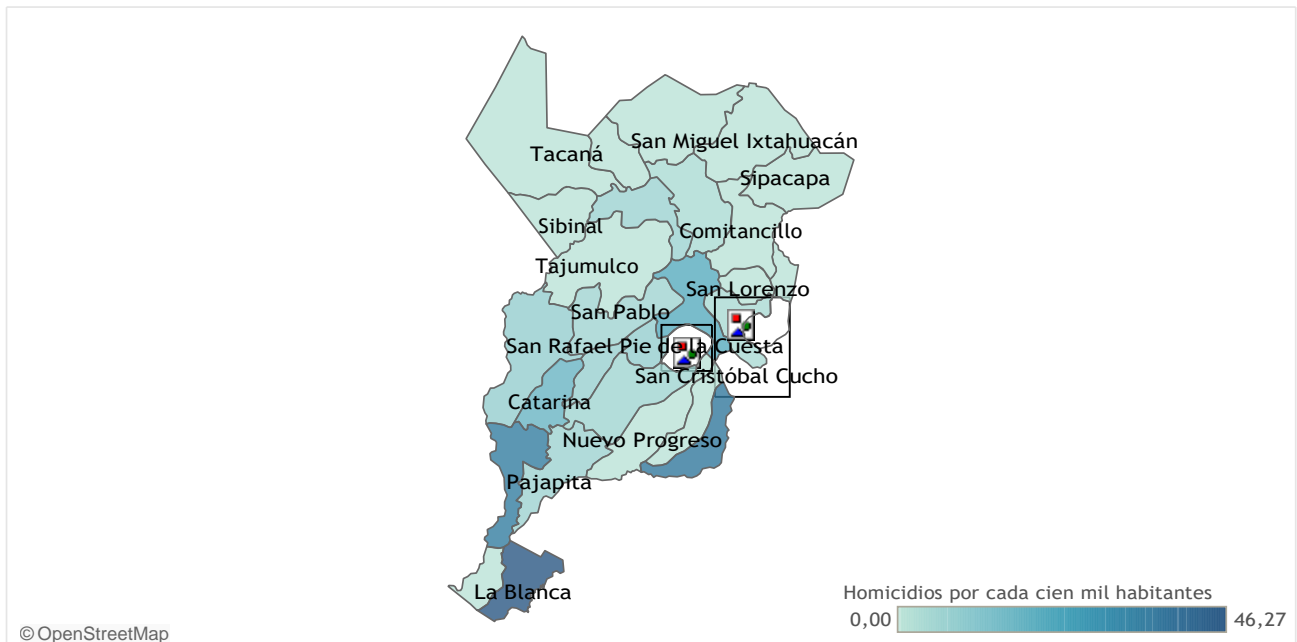 San Miguel Ixtahuacán
Tacaná
Sipacapa
Sibinal
Comitancillo
Tajumulco
San Lorenzo
San Pablo
San Rafael Pie de la Cuesta
San Cristóbal Cucho
Catarina
Nuevo Progreso
Pajapita
La Blanca
Homicidios por cada cien mil habitantes
0,00 46,27
© OpenStreetMap